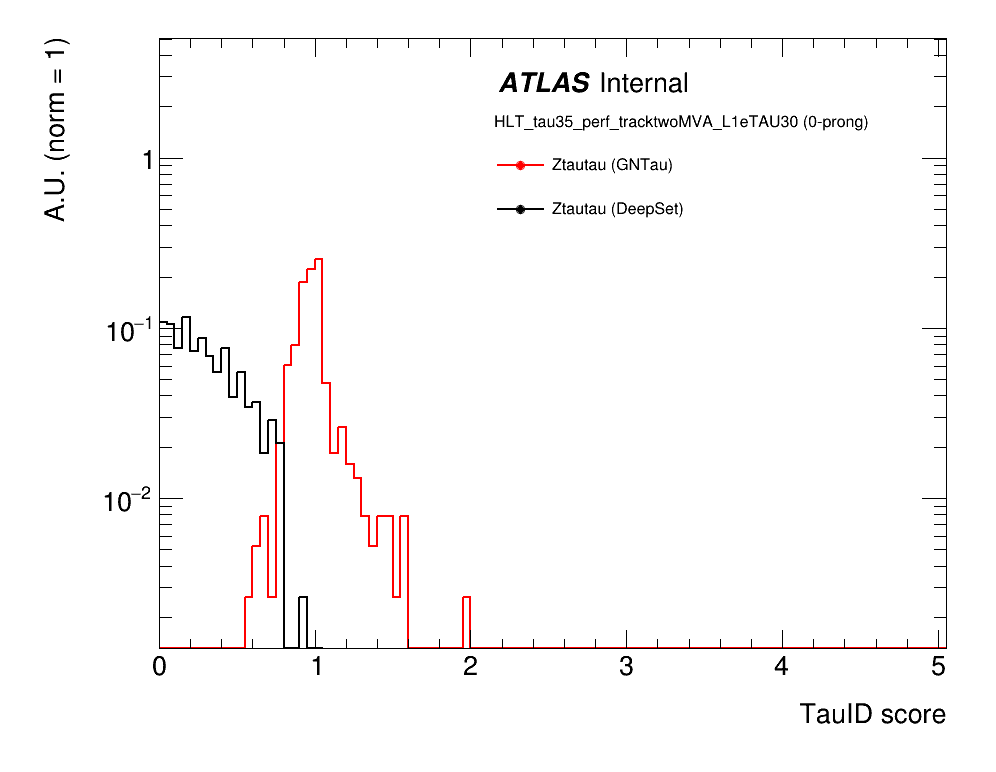 A.U. (norm = 1)
ATLAS Internal
HLT_tau35_perf_tracktwoMVA_L1eTAU30 (0-prong)
Ztautau (GNTau)
Ztautau (DeepSet)
1
10⁻¹
10⁻²
0 1 2 3 4 5
TauID score